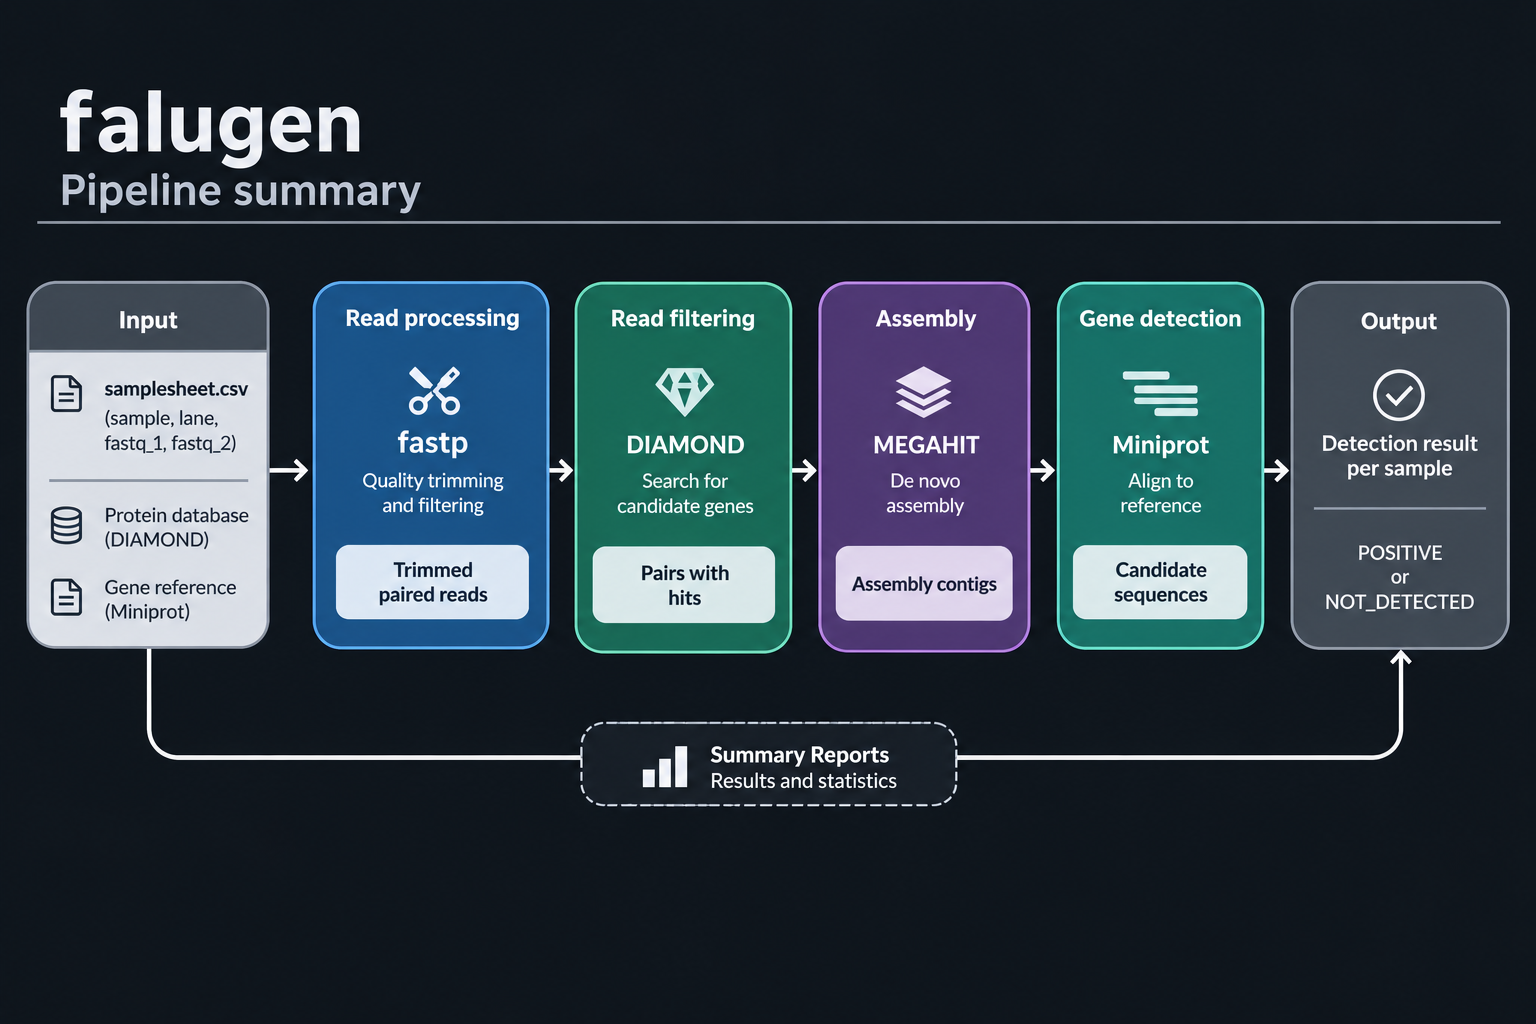 falugen
Pipeline summary
Input
samplesheet.csv
(sample, lane,
fastq_1, fastq_2)
Protein database
(DIAMOND)
Gene reference
(Miniprot)
Read processing
fastp
Quality trimming
and filtering
Trimmed
paired reads
Read filtering
DIAMOND
Search for
candidate genes
Pairs with
hits
Assembly
MEGAHIT
De novo
assembly
Assembly contigs
Gene detection
Miniprot
Align to
reference
Candidate
sequences
Output
Detection result
per sample
POSITIVE
or
NOT_DETECTED
Summary Reports
Results and statistics